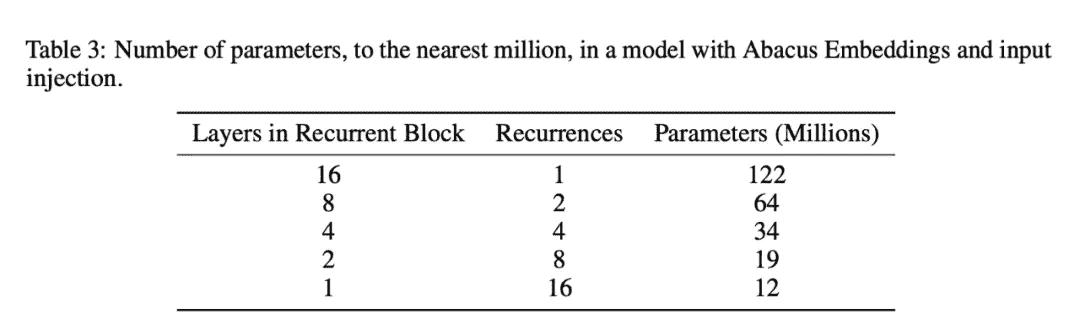 Table 3: Number of parameters, to the nearest million, in a model with Abacus Embeddings and input
injection.
Layers in Recurrent Block Recurrences Parameters (Millions)
16 1 122
8 2 64
4 4 34
2 8 19
1 16 12